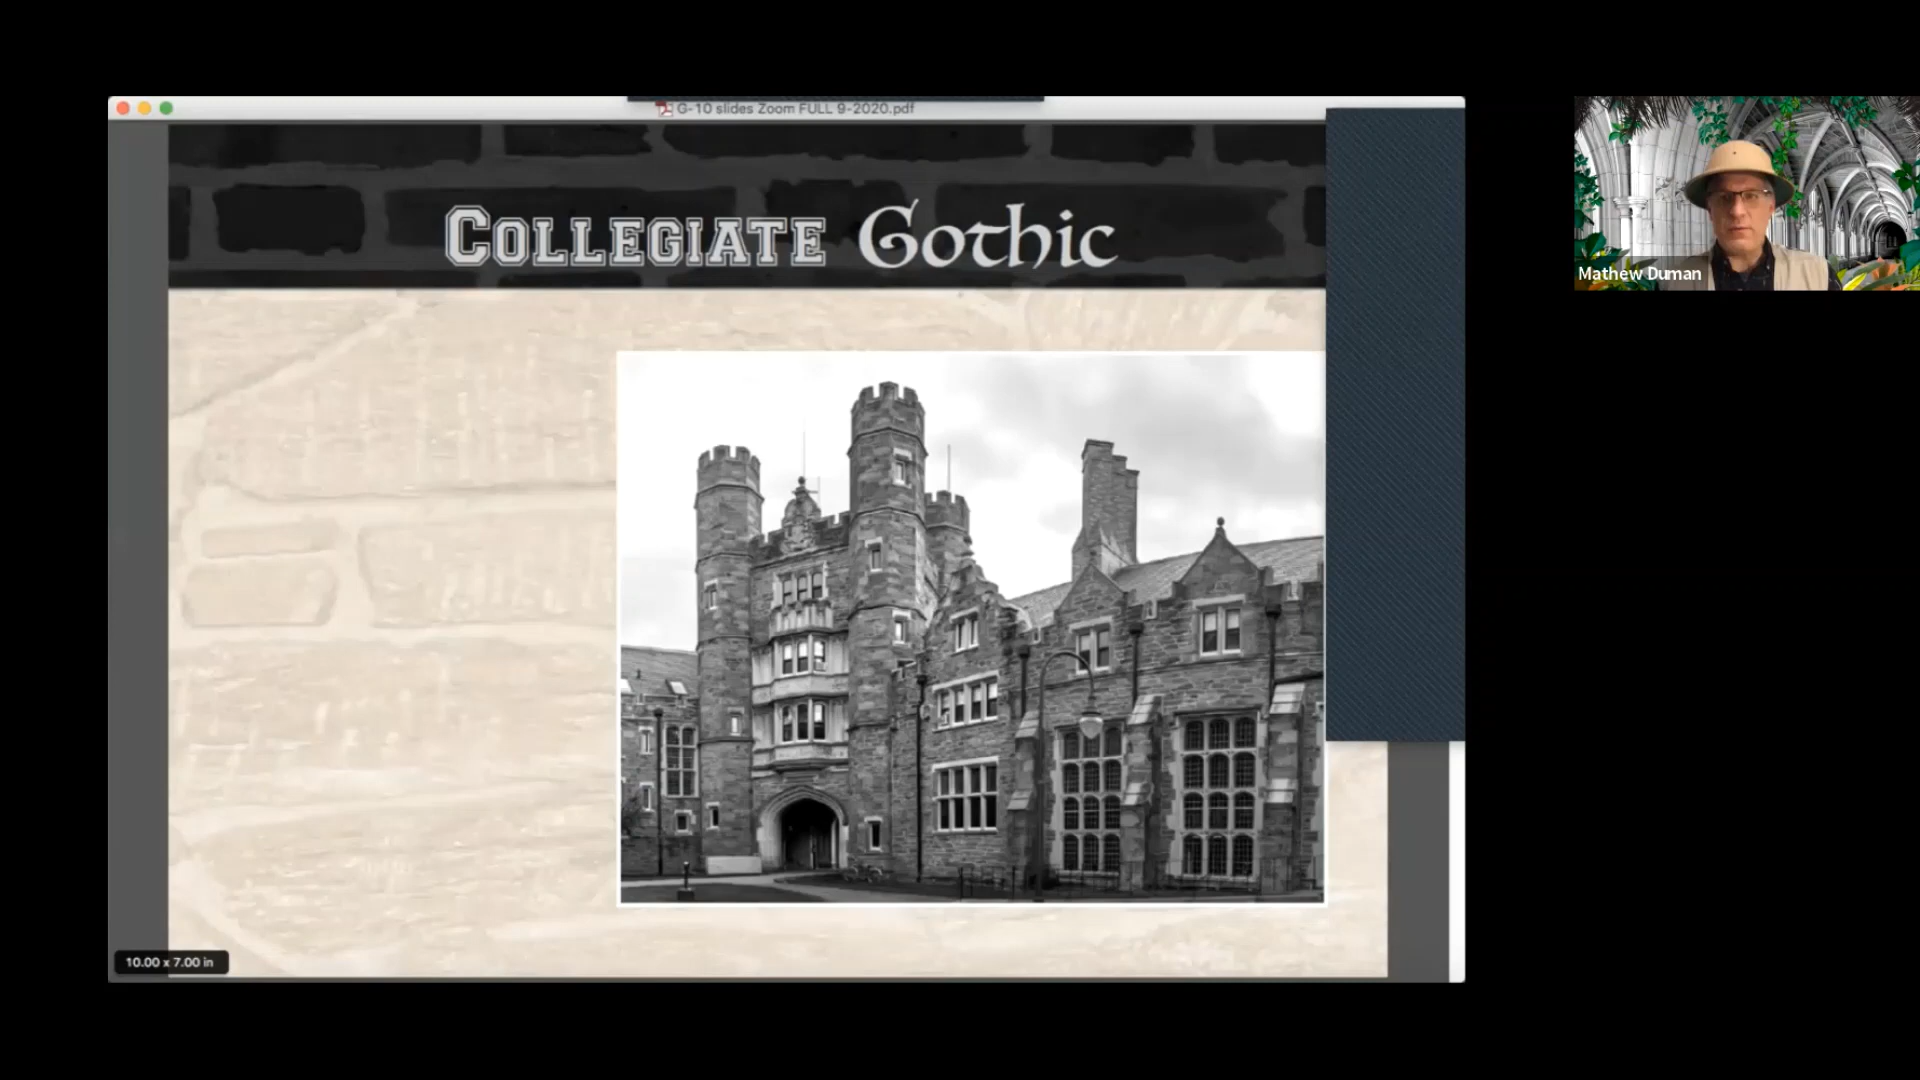 G-10 slides Zoom FULL 9-2020.pdf
COLLEGIATE Gothic
Mathew Duman
10.00 x 7.00 in